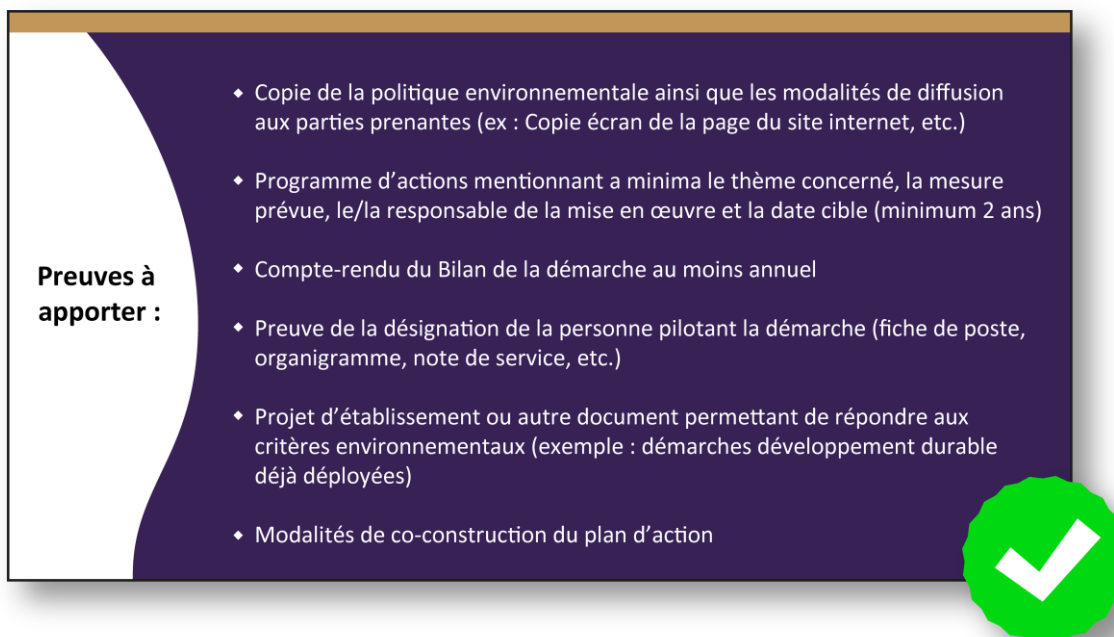 Preuves à
apporter :
Copie de la politique environnementale ainsi que les modalités de diffusion
aux parties prenantes (ex : Copie écran de la page du site internet, etc.)
Programme d’actions mentionnant a minima le thème concerné, la mesure
prévue, le/la responsable de la mise en œuvre et la date cible (minimum 2 ans)
Compte-rendu du Bilan de la démarche au moins annuel
Preuve de la désignation de la personne pilotant la démarche (fiche de poste,
organigramme, note de service, etc.)
Projet d’établissement ou autre document permettant de répondre aux
critères environnementaux (exemple : démarches développement durable
déjà déployées)
Modalités de co-construction du plan d’action